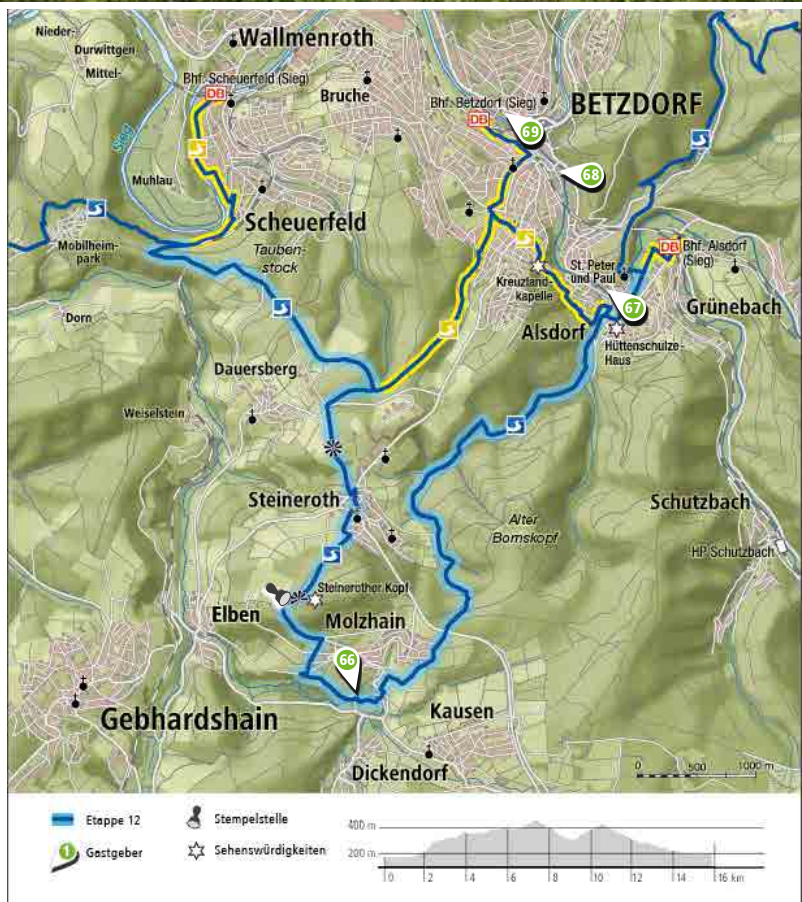 Nieder-
Durwittgen
Mittel-
Wallmenroth
Bhf. Scheuerfeld (Sieg)
DB
Bruche
Bhf. Betzdorf (Sieg)
DB
BETZDORF
69
68
Sieg
Muhlau
Mobilheim-
park
Scheuerfeld
Tauben-
stock
Kreuzland-
kapelle
St. Peter
und Paul
DB
Bhf. Alsdorf
(Sieg)
67
Grünebach
Alsdorf
Hüttenschulze-
Haus
Dorn
Dauersberg
Weiselstein
Steineroth
Alter
Bornskopf
Schutzbach
HP Schutzbach
Steinerother Kopf
Elben
Molzhain
66
Gebhardshain
Kausen
Dickendorf
0 500 1000 m
Etappe 12
Stempelstelle
1 Gastgeber
Sehenswürdigkeiten
400 m
200 m
0 2 4 6 8 10 12 14 16 km